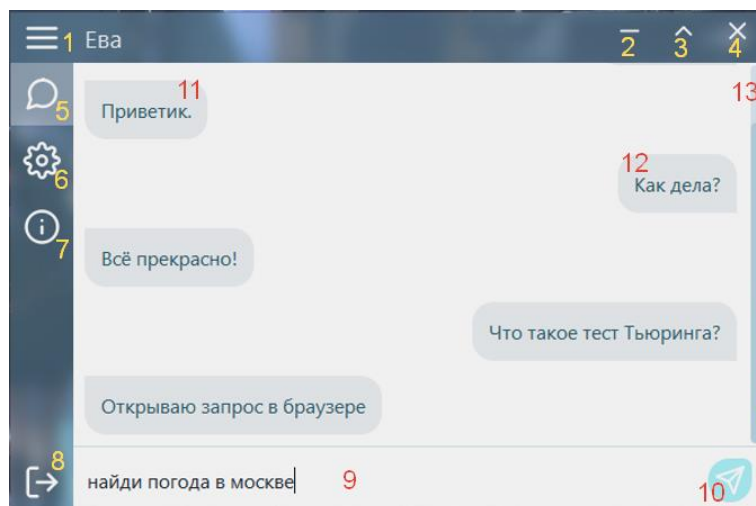 1 Ева 2 3 4
5 11 13
Приветик.
6 12
Как дела?
7
Всё прекрасно!
Что такое тест Тьюринга?
Открываю запрос в браузере
8
найди погода в москве 9 10